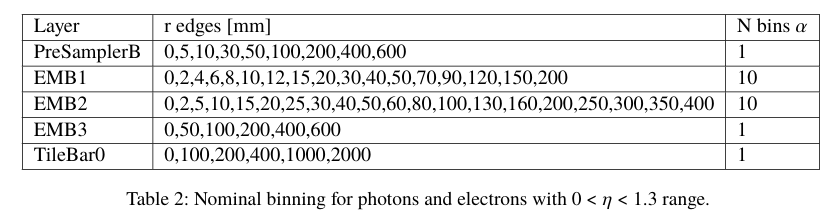 Layer r edges [mm] N bins α
PreSamplerB 0,5,10,30,50,100,200,400,600 1
EMB1 0,2,4,6,8,10,12,15,20,30,40,50,70,90,120,150,200 10
EMB2 0,2,5,10,15,20,25,30,40,50,60,80,100,130,160,200,250,300,350,400 10
EMB3 0,50,100,200,400,600 1
TileBar0 0,100,200,400,1000,2000 1
Table 2: Nominal binning for photons and electrons with 0 < η < 1.3 range.